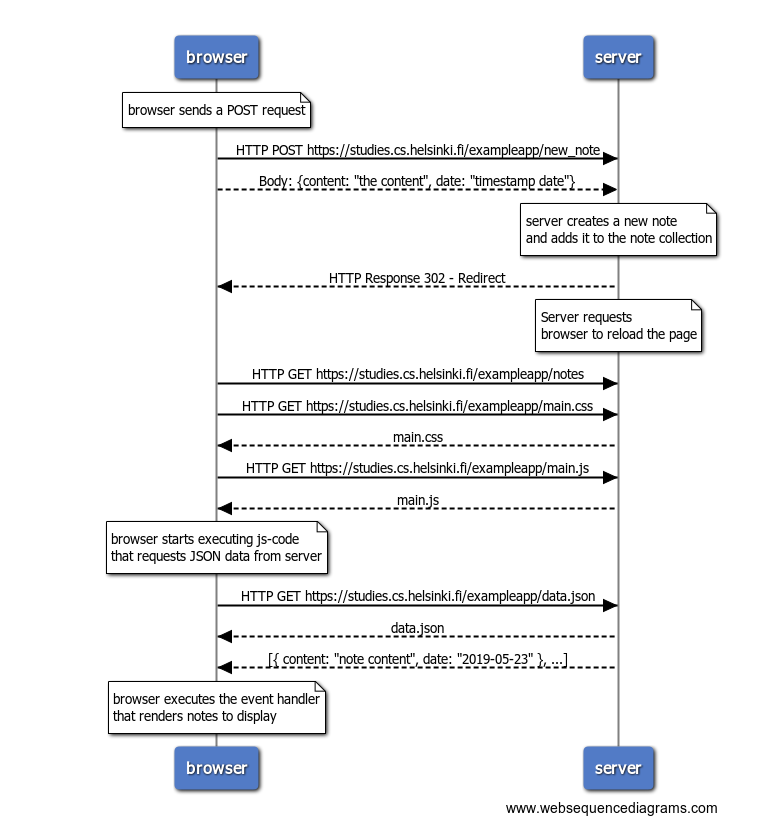 browser
server
browser sends a POST request
HTTP POST https://studies.cs.helsinki.fi/exampleapp/new_note
Body: {content: "the content", date: "timestamp date"}
server creates a new note
and adds it to the note collection
HTTP Response 302 - Redirect
Server requests
browser to reload the page
HTTP GET https://studies.cs.helsinki.fi/exampleapp/notes
HTTP GET https://studies.cs.helsinki.fi/exampleapp/main.css
main.css
HTTP GET https://studies.cs.helsinki.fi/exampleapp/main.js
main.js
browser starts executing js-code
that requests JSON data from server
HTTP GET https://studies.cs.helsinki.fi/exampleapp/data.json
data.json
[{ content: "note content", date: "2019-05-23" }, ...]
browser executes the event handler
that renders notes to display
browser
server
www.websequencediagrams.com